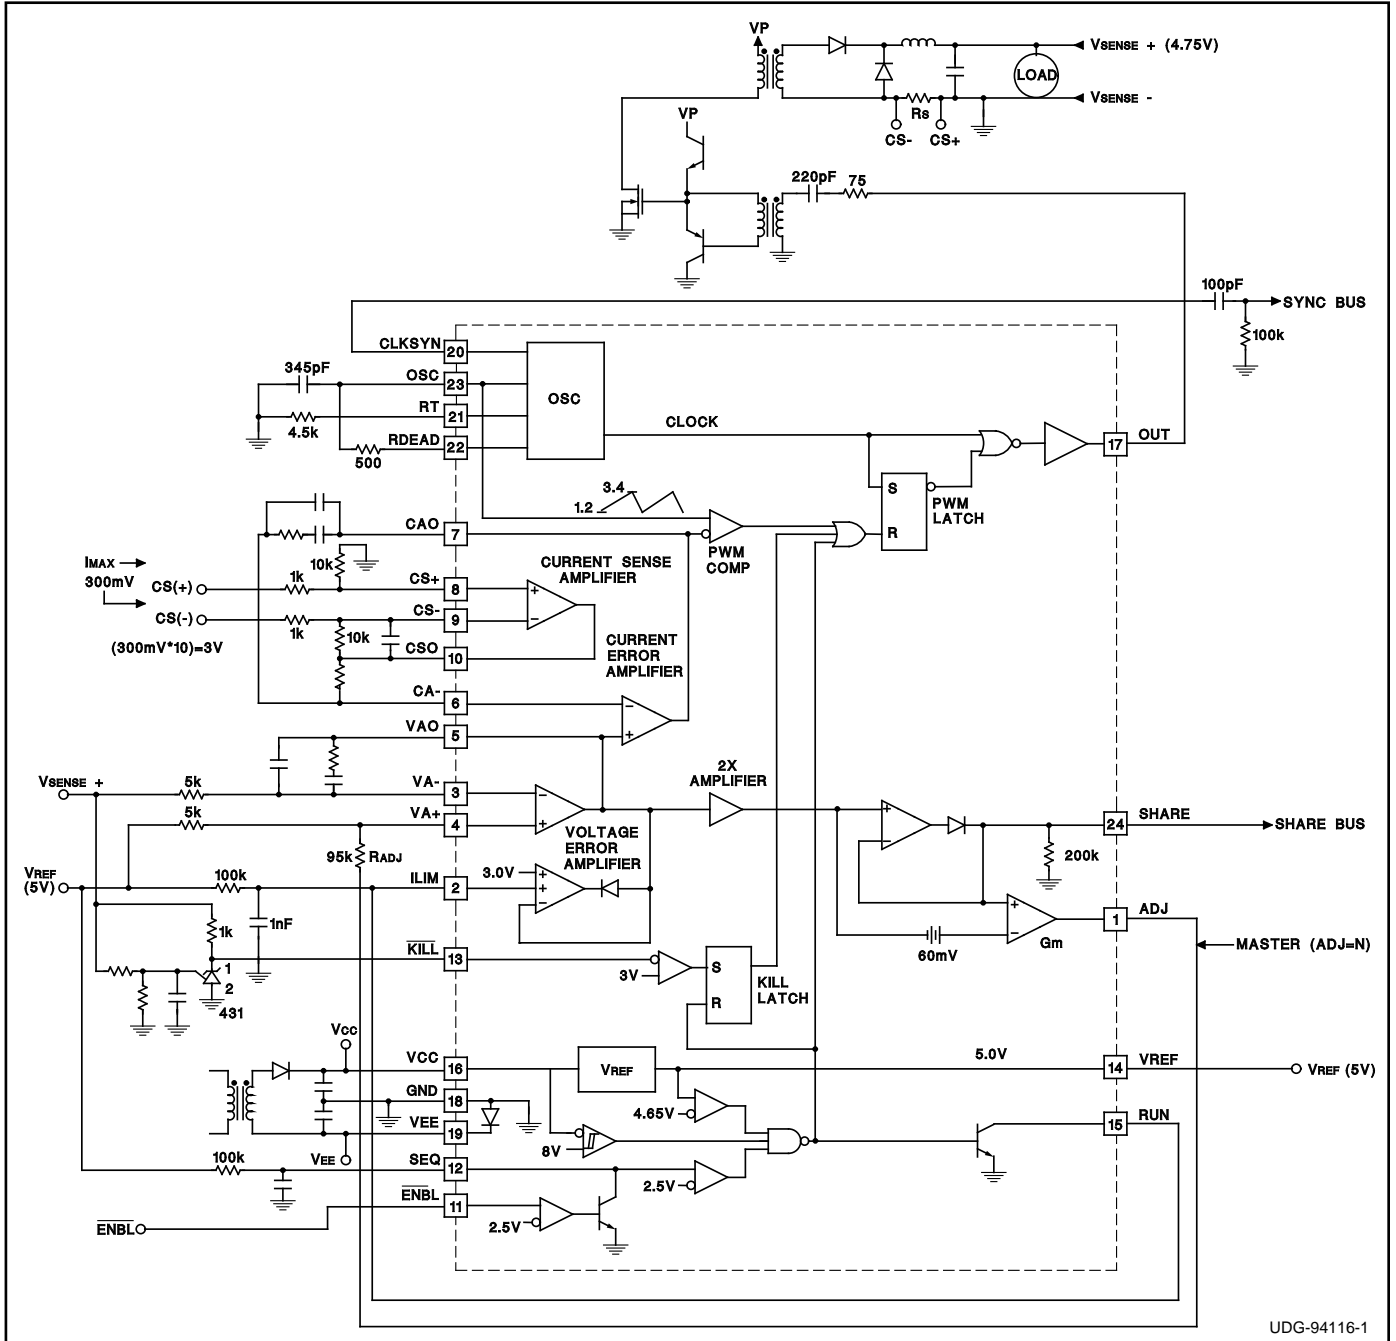 VP
VSENSE + (4.75V)
LOAD
VSENSE -
Rs
CS-
CS+
VP
220pF
75
100pF
SYNC BUS
100k
CLKSYN
20
345pF
OSC
23
OSC
RT
21
4.5k
CLOCK
RDEAD
22
500
OUT
17
3.4
1.2
S
R
PWM
LATCH
CAO
7
PWM
COMP
IMAX
300mV
10k
CURRENT SENSE
AMPLIFIER
CS(+)
1k
CS+
8
+
-
CS(-)
1k
CS-
9
(300mV*10)=3V
10k
CSO
10
CURRENT
ERROR
AMPLIFIER
CA-
6
-
+
VAO
5
VSENSE +
5k
VA-
3
-
+
2X
AMPLIFIER
5k
VA+
4
VOLTAGE
ERROR
AMPLIFIER
+
-
SHARE
24
SHARE BUS
200k
95k
RADJ
VREF
(5V)
100k
ILIM
2
3.0V
+
+
-
1nF
1k
+
-
Gm
ADJ
1
60mV
MASTER (ADJ=N)
KILL
13
3V
S
R
KILL
LATCH
1
2
431
VCC
VCC
16
VREF
5.0V
14
VREF
VREF (5V)
GND
18
4.65V
VEE
19
8V
RUN
15
VEE
100k
SEQ
12
2.5V
ENBL
11
2.5V
ENBL
UDG-94116-1